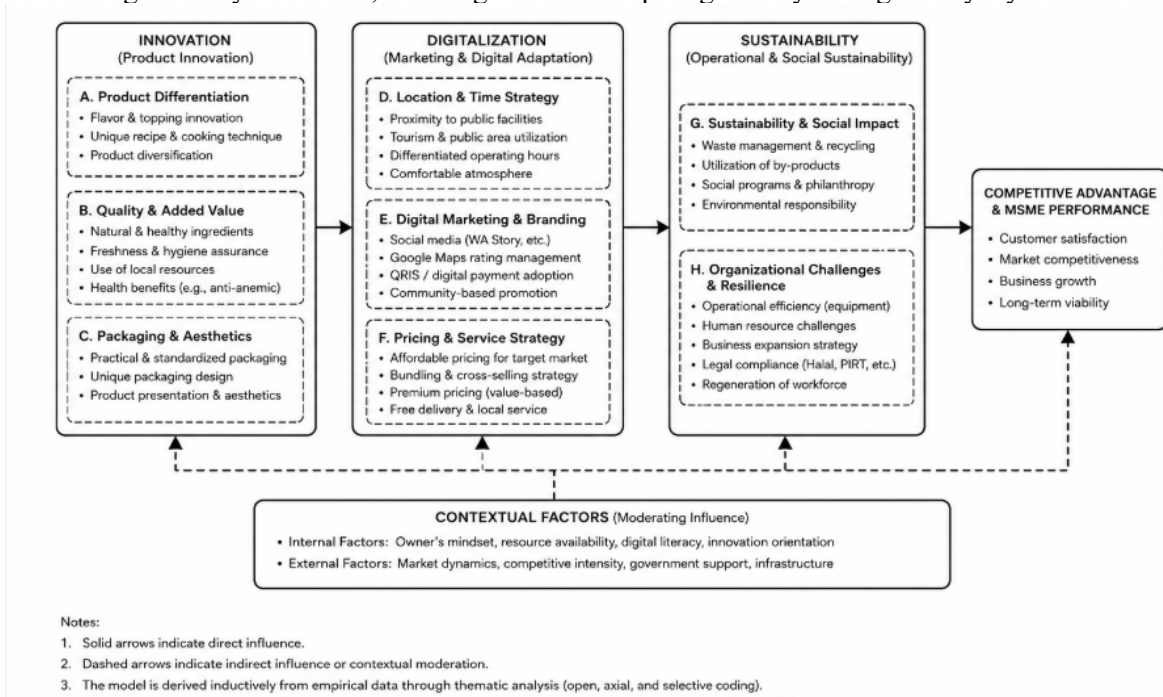 INNOVATION
(Product Innovation)
A. Product Differentiation
• Flavor & topping innovation
• Unique recipe & cooking technique
• Product diversification
B. Quality & Added Value
• Natural & healthy ingredients
• Freshness & hygiene assurance
• Use of local resources
• Health benefits (e.g., anti-anemic)
C. Packaging & Aesthetics
• Practical & standardized packaging
• Unique packaging design
• Product presentation & aesthetics
DIGITALIZATION
(Marketing & Digital Adaptation)
D. Location & Time Strategy
• Proximity to public facilities
• Tourism & public area utilization
• Differentiated operating hours
• Comfortable atmosphere
E. Digital Marketing & Branding
• Social media (WA Story, etc.)
• Google Maps rating management
• QRIS / digital payment adoption
• Community-based promotion
F. Pricing & Service Strategy
• Affordable pricing for target market
• Bundling & cross-selling strategy
• Premium pricing (value-based)
• Free delivery & local service
SUSTAINABILITY
(Operational & Social Sustainability)
G. Sustainability & Social Impact
• Waste management & recycling
• Utilization of by-products
• Social programs & philanthropy
• Environmental responsibility
H. Organizational Challenges
& Resilience
• Operational efficiency (equipment)
• Human resource challenges
• Business expansion strategy
• Legal compliance (Halal, PIRT, etc.)
• Regeneration of workforce
COMPETITIVE ADVANTAGE
& MSME PERFORMANCE
• Customer satisfaction
• Market competitiveness
• Business growth
• Long-term viability
CONTEXTUAL FACTORS (Moderating Influence)
• Internal Factors: Owner's mindset, resource availability, digital literacy, innovation orientation
• External Factors: Market dynamics, competitive intensity, government support, infrastructure
Notes:
1. Solid arrows indicate direct influence.
2. Dashed arrows indicate indirect influence or contextual moderation.
3. The model is derived inductively from empirical data through thematic analysis (open, axial, and selective coding).